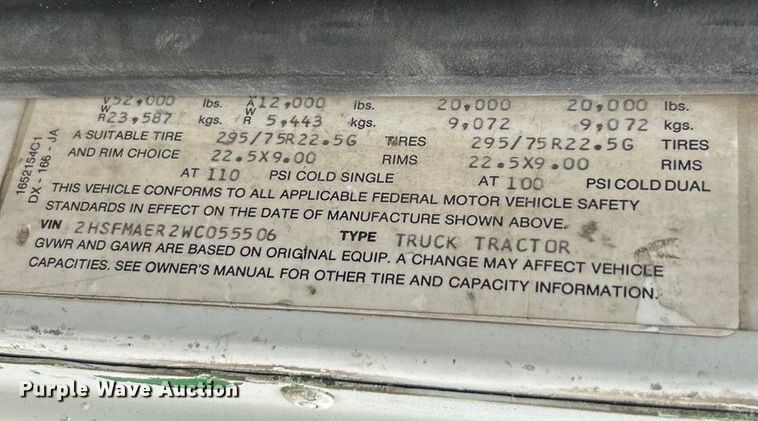 52,000 lbs. 12,000 lbs. 20,000 20,000 lbs.
R 23,587 kgs. R 5,443 kgs. 9,072 9,072 kgs.
A SUITABLE TIRE 295/75R22.5G TIRES 295/75R22.5G TIRES
AND RIM CHOICE 22.5X9.00 RIMS 22.5X9.00 RIMS
AT 110 PSI COLD SINGLE AT 100 PSI COLD DUAL
THIS VEHICLE CONFORMS TO ALL APPLICABLE FEDERAL MOTOR VEHICLE SAFETY
STANDARDS IN EFFECT ON THE DATE OF MANUFACTURE SHOWN ABOVE.
VIN 2HSFMAER2WC055506 TYPE TRUCK TRACTOR
GVWR AND GAWR ARE BASED ON ORIGINAL EQUIP. A CHANGE MAY AFFECT VEHICLE
CAPACITIES. SEE OWNER'S MANUAL FOR OTHER TIRE AND CAPACITY INFORMATION.
1652154C1
DX - 166 - JA
Purple Wave Auction